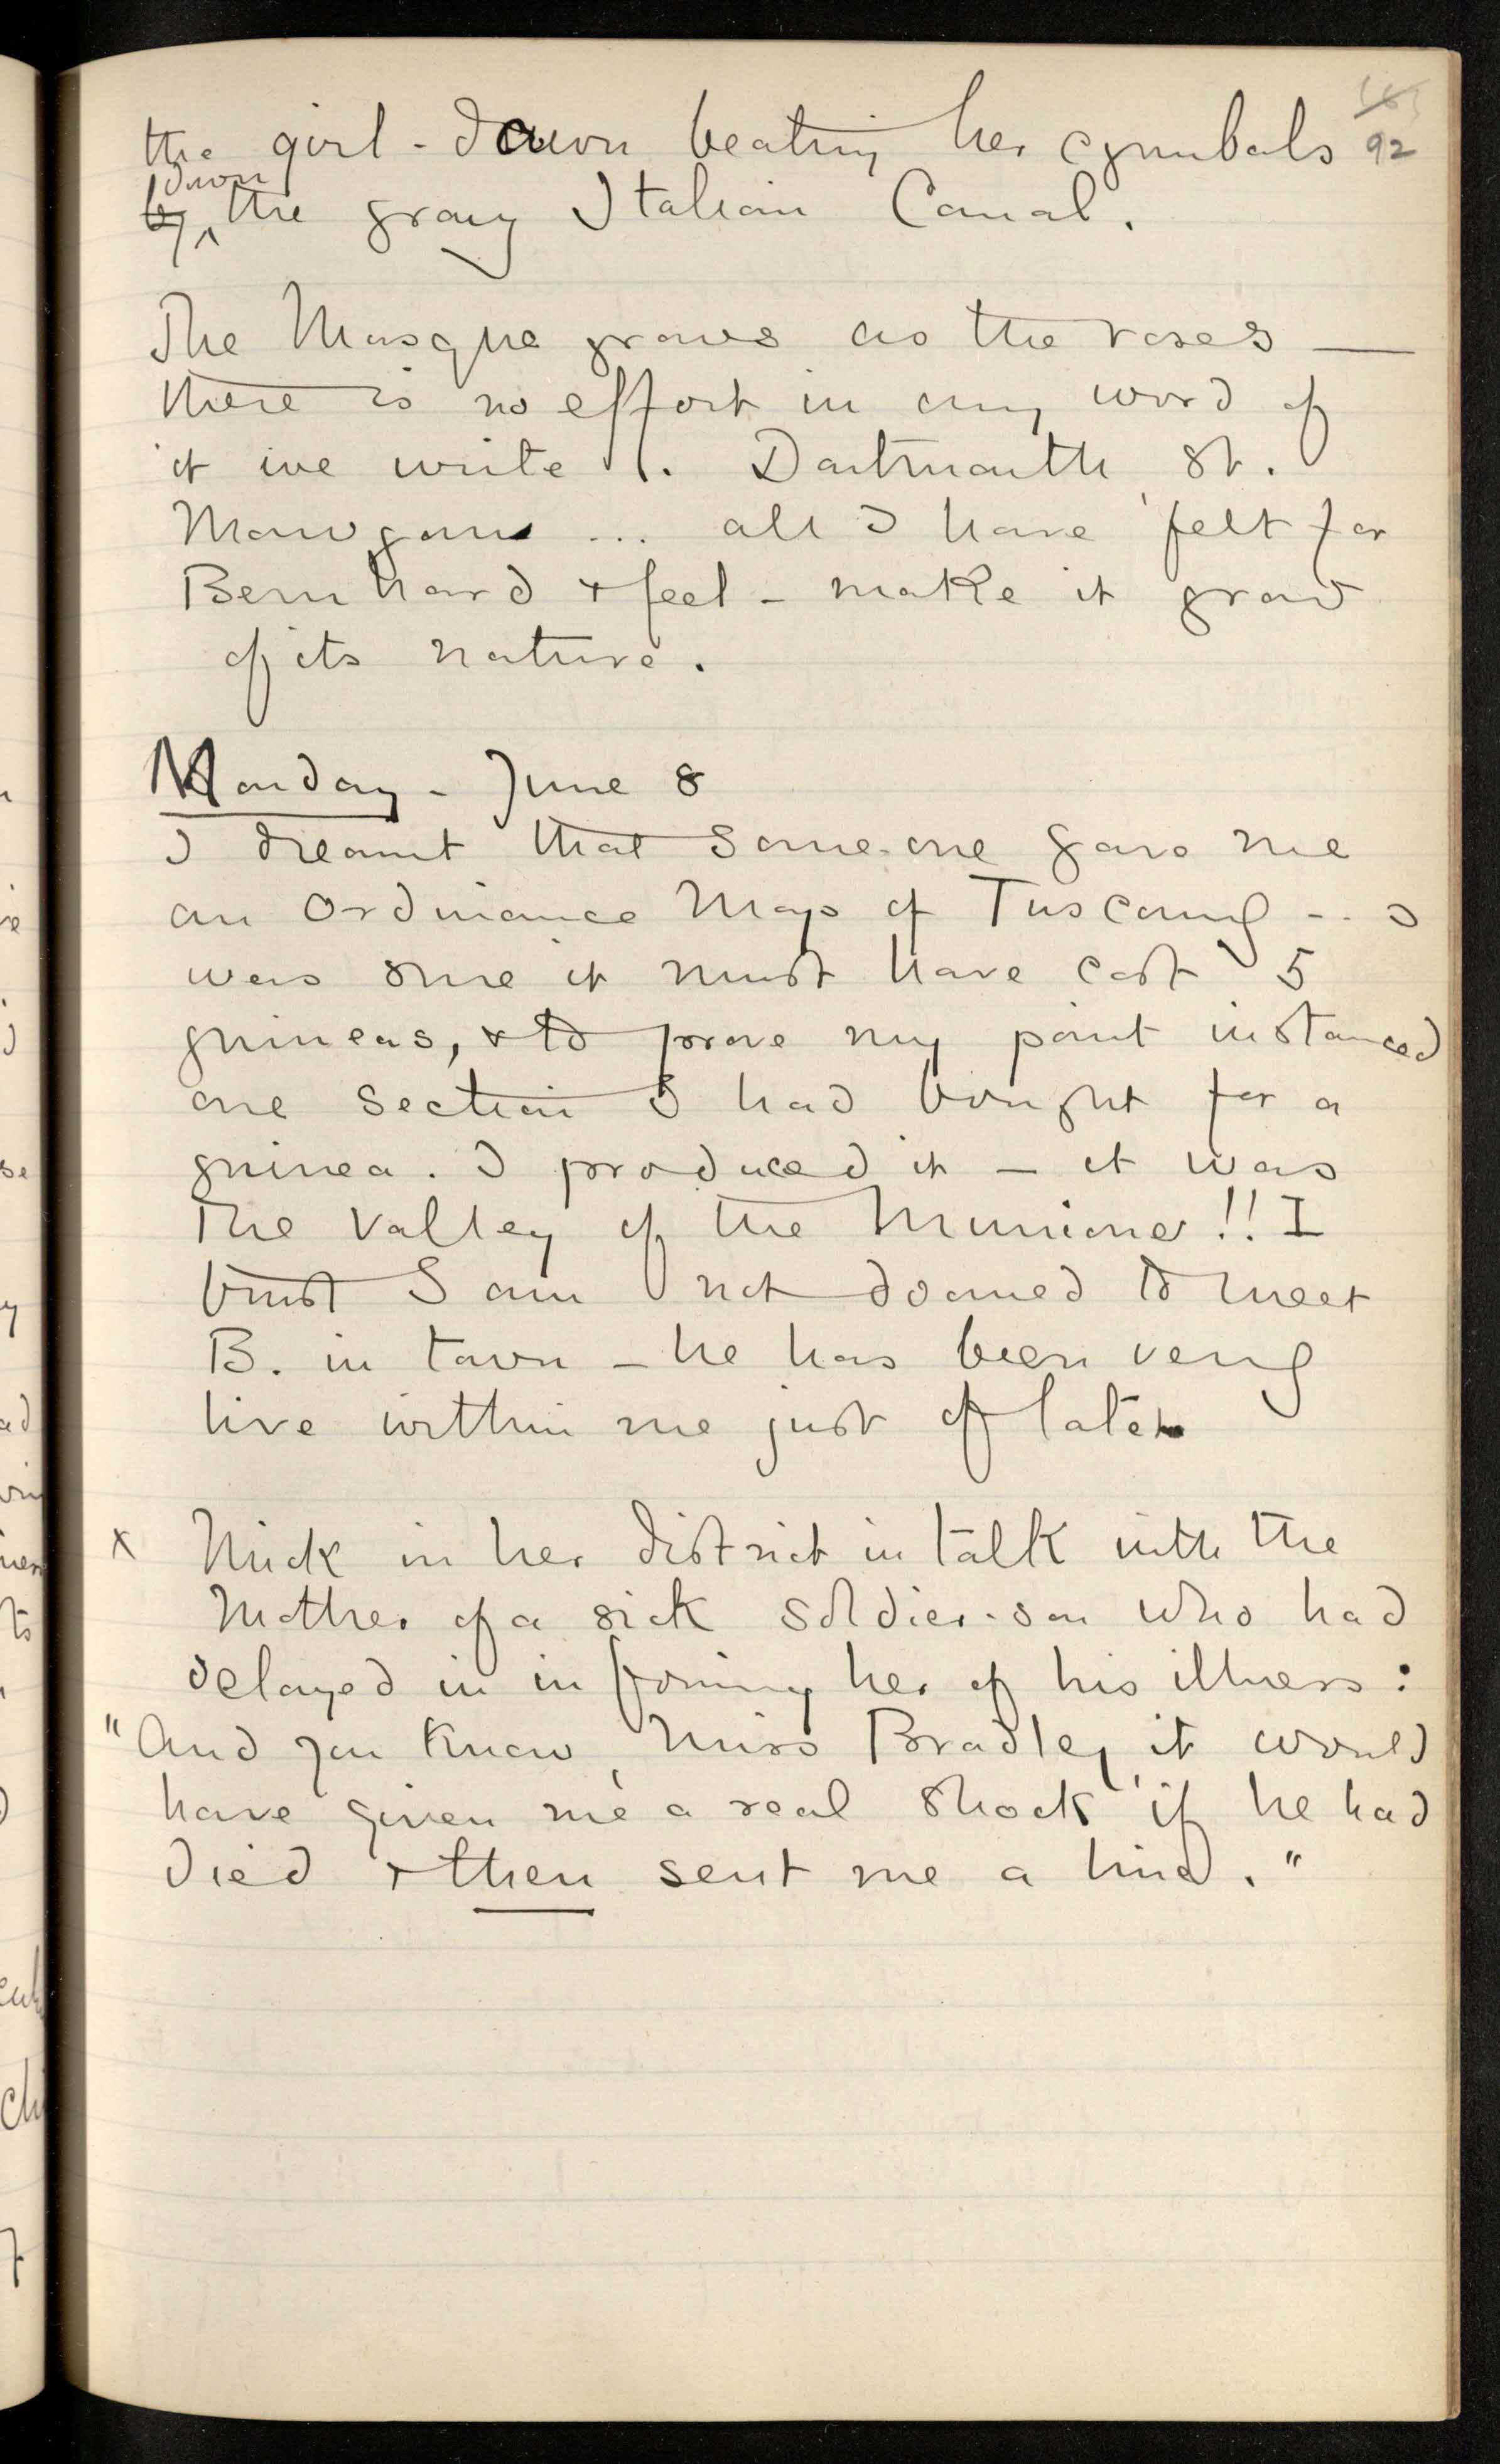 the girl-dawn beating her cymbals
92
down
by the gray Italian Canal.
The Masque grows as the roses —
there is no effort in any word of
it we write. Dartmouth, St.
Mawgans ... all I have felt for
Bernhard & feel – make it grow
of its nature.
Monday – June 8
I dreamt that some-one gave me
an Ordinance Map of Tuscany – .. I
was sure it must have cost 5
guineas, & to prove my point instanced
one section I had bought for a
guinea. I produced it – it was
The Valley of the Munione!! I
trust I am not doomed to meet
B. in town – he has been very
live within me just of late.
x Mick in her district in talk with the
Mother of a sick soldier-son who had
delayed in informing her of his illness:
"And you know, Miss Bradley, it would
have given me a real shock if he had
died & then sent me a line."